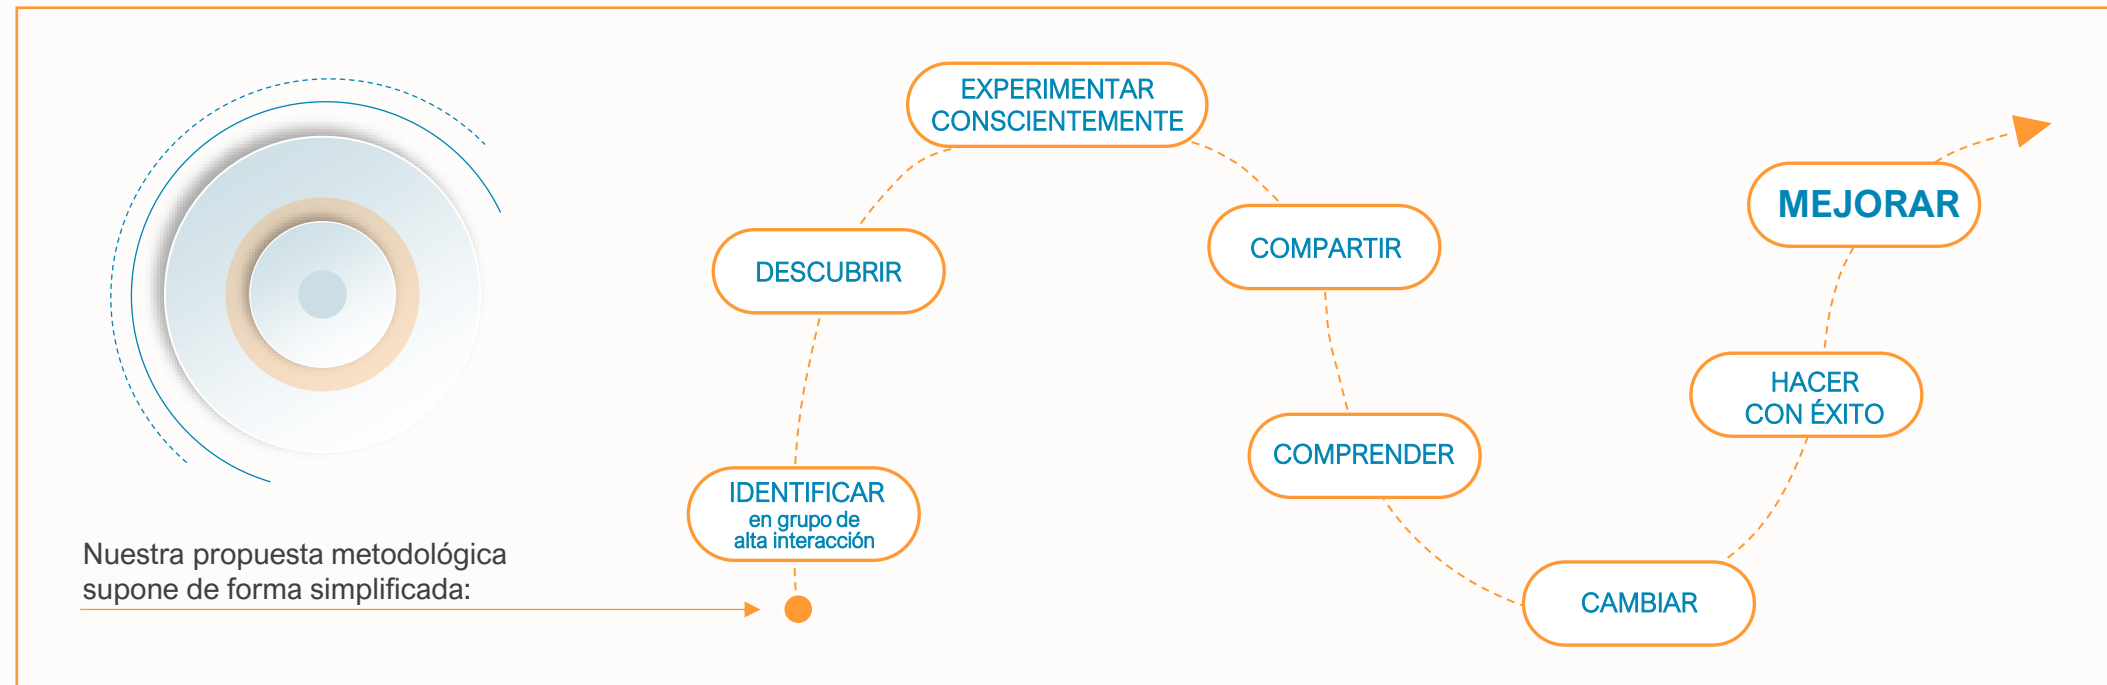 Nuestra propuesta metodológica
supone de forma simplificada:
IDENTIFICAR
en grupo de
alta interacción
DESCUBRIR
EXPERIMENTAR
CONSCIENTEMENTE
COMPARTIR
COMPRENDER
CAMBIAR
HACER
CON ÉXITO
MEJORAR